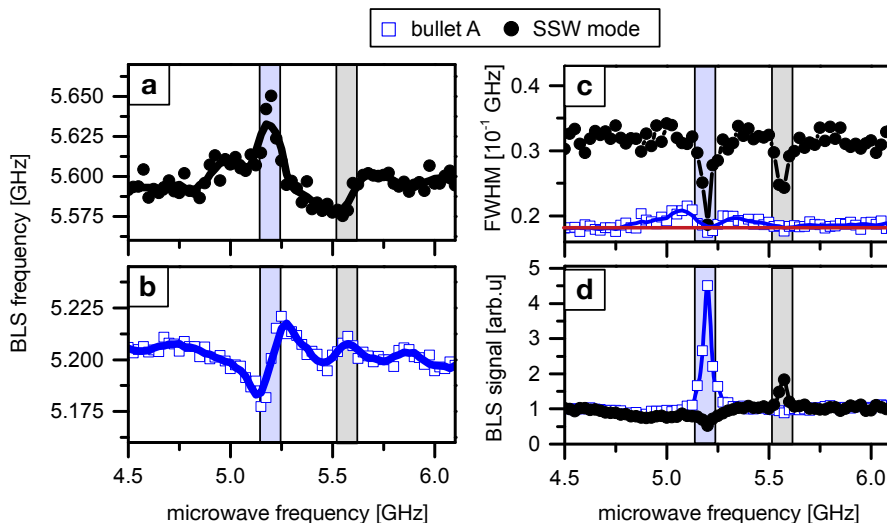 bullet A SSW mode
a
5.650
5.625
5.600
5.575
b
5.225
5.200
5.175
BLS frequency [GHz]
4.5 5.0 5.5 6.0
microwave frequency [GHz]
c
0.4
0.3
0.2
FWHM [10⁻¹ GHz]
d
5
4
3
2
1
0
BLS signal [arb.u]
4.5 5.0 5.5 6.0
microwave frequency [GHz]